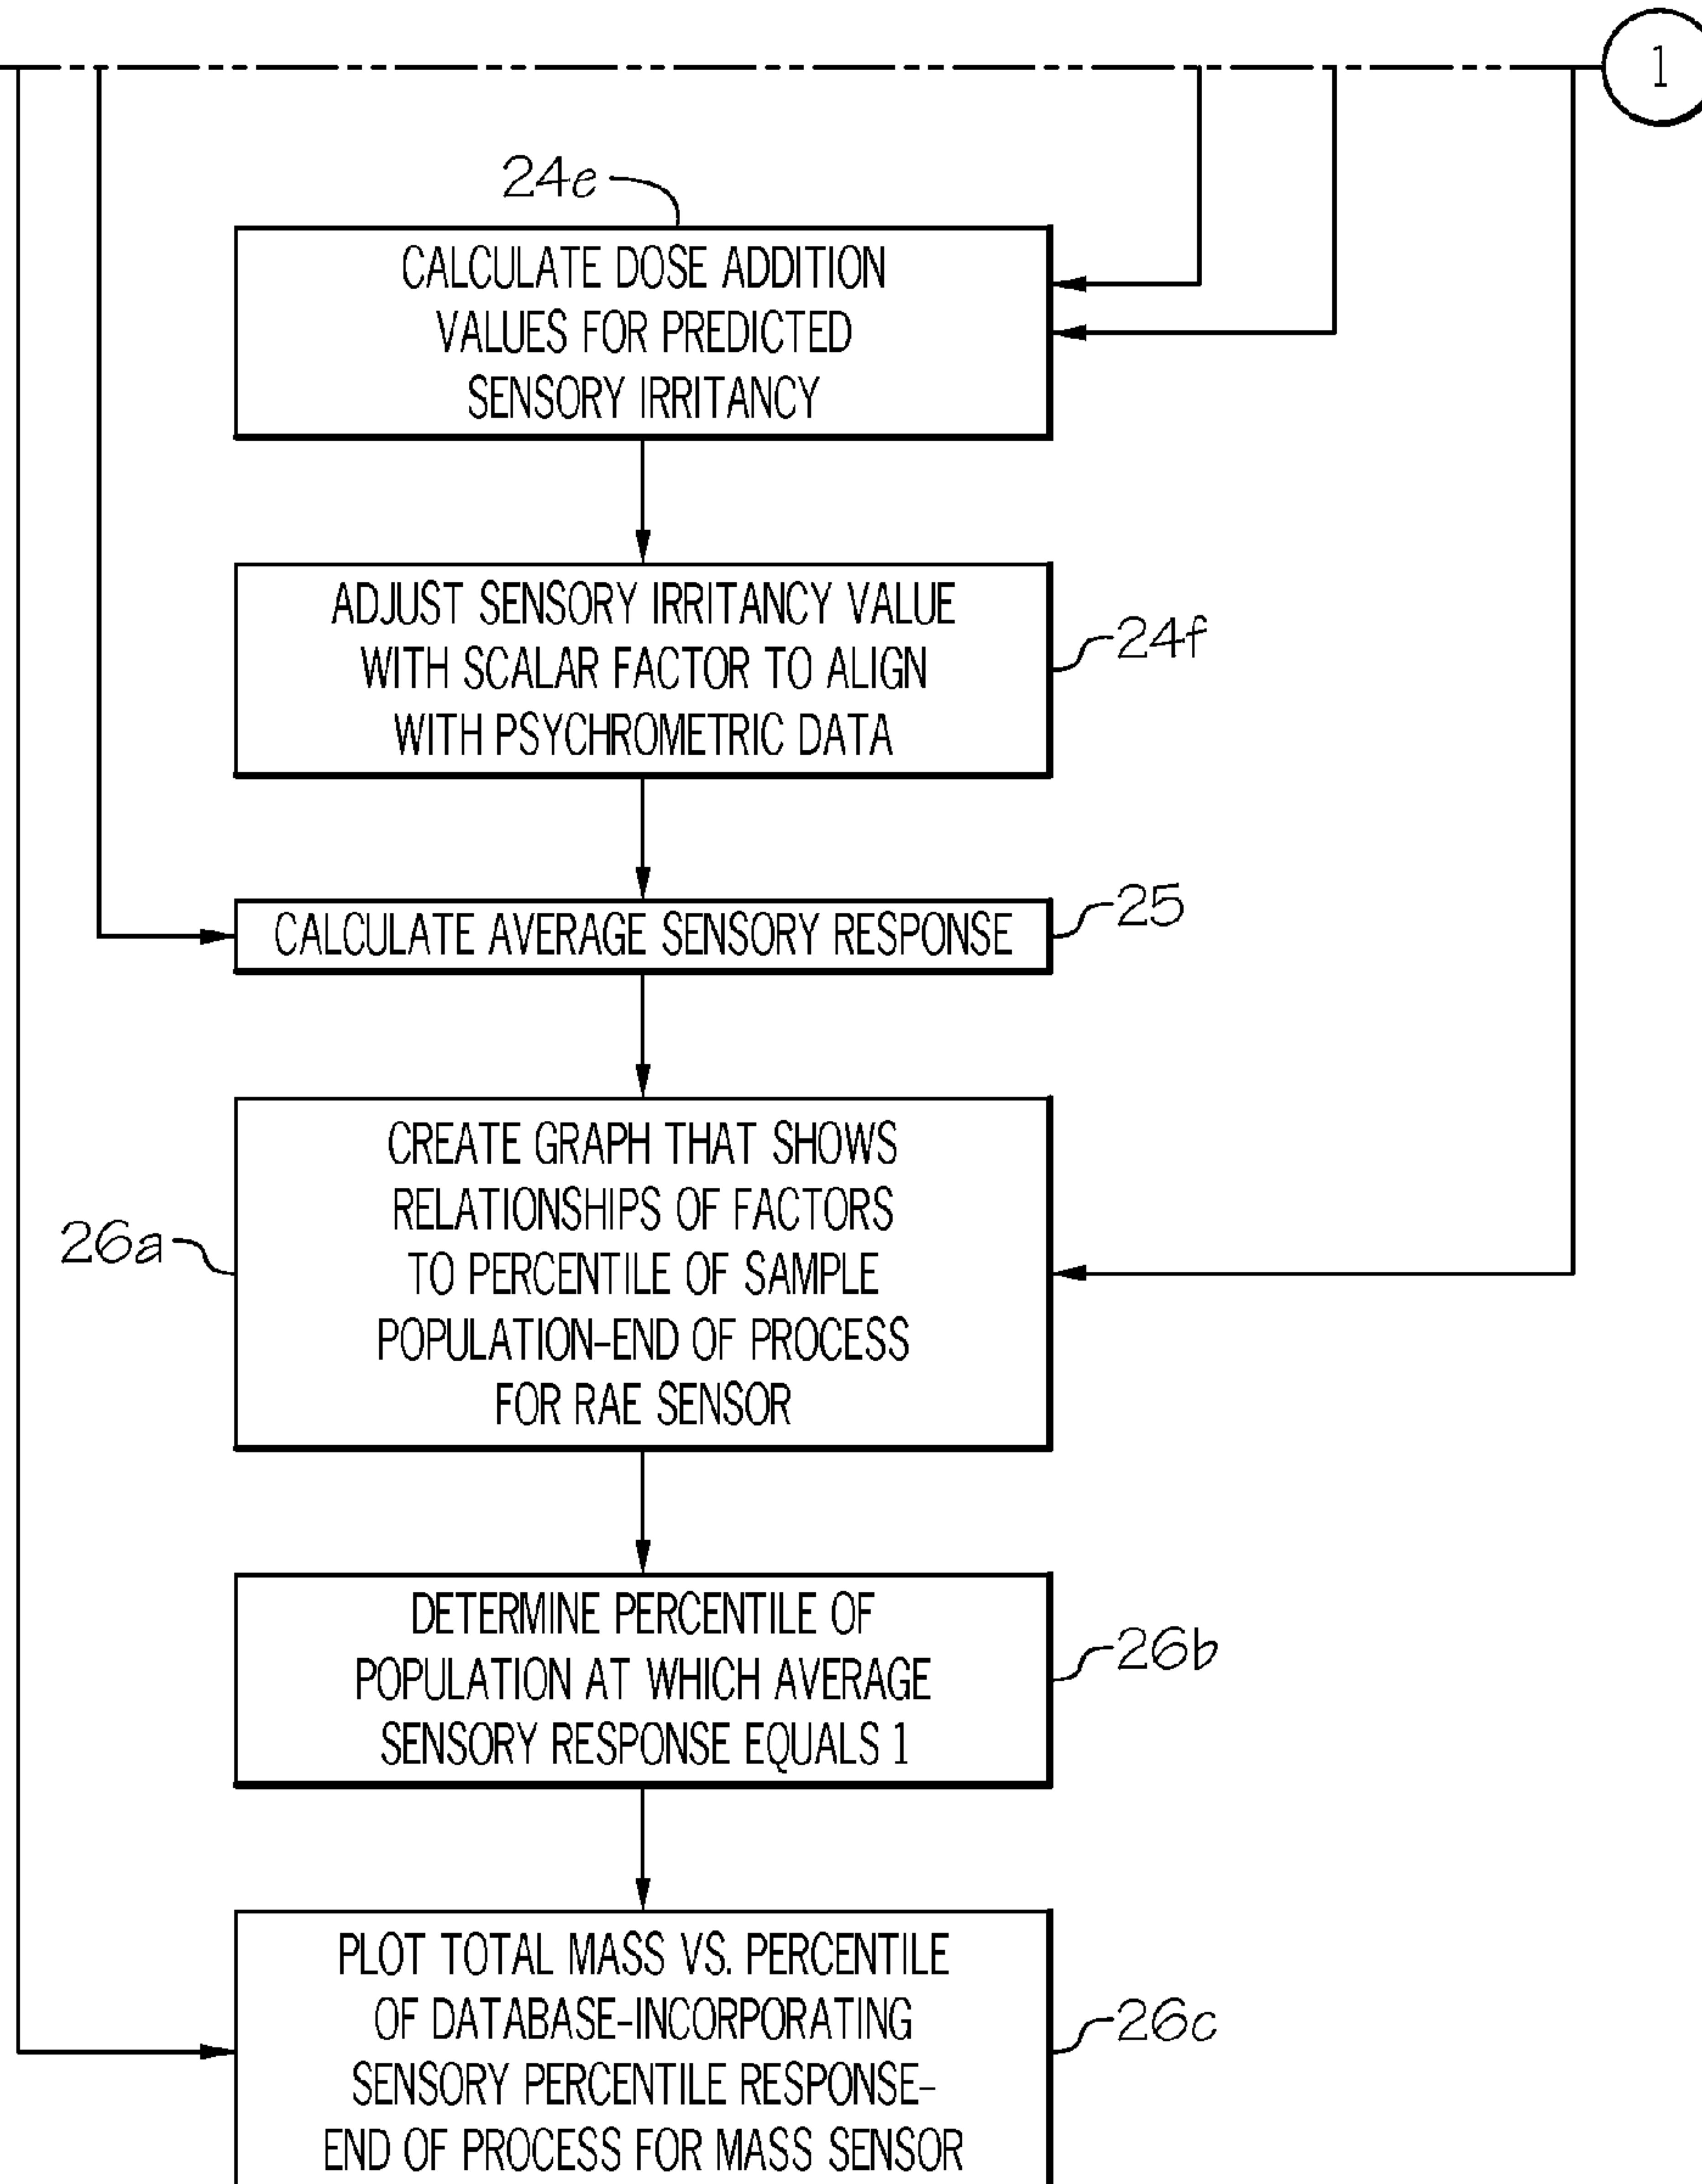 1
24e
CALCULATE DOSE ADDITION
VALUES FOR PREDICTED
SENSORY IRRITANCY
ADJUST SENSORY IRRITANCY VALUE
WITH SCALAR FACTOR TO ALIGN
WITH PSYCHROMETRIC DATA
24f
CALCULATE AVERAGE SENSORY RESPONSE
25
CREATE GRAPH THAT SHOWS
RELATIONSHIPS OF FACTORS
TO PERCENTILE OF SAMPLE
POPULATION-END OF PROCESS
FOR RAE SENSOR
26a
DETERMINE PERCENTILE OF
POPULATION AT WHICH AVERAGE
SENSORY RESPONSE EQUALS 1
26b
PLOT TOTAL MASS VS. PERCENTILE
OF DATABASE-INCORPORATING
SENSORY PERCENTILE RESPONSE-
END OF PROCESS FOR MASS SENSOR
26c